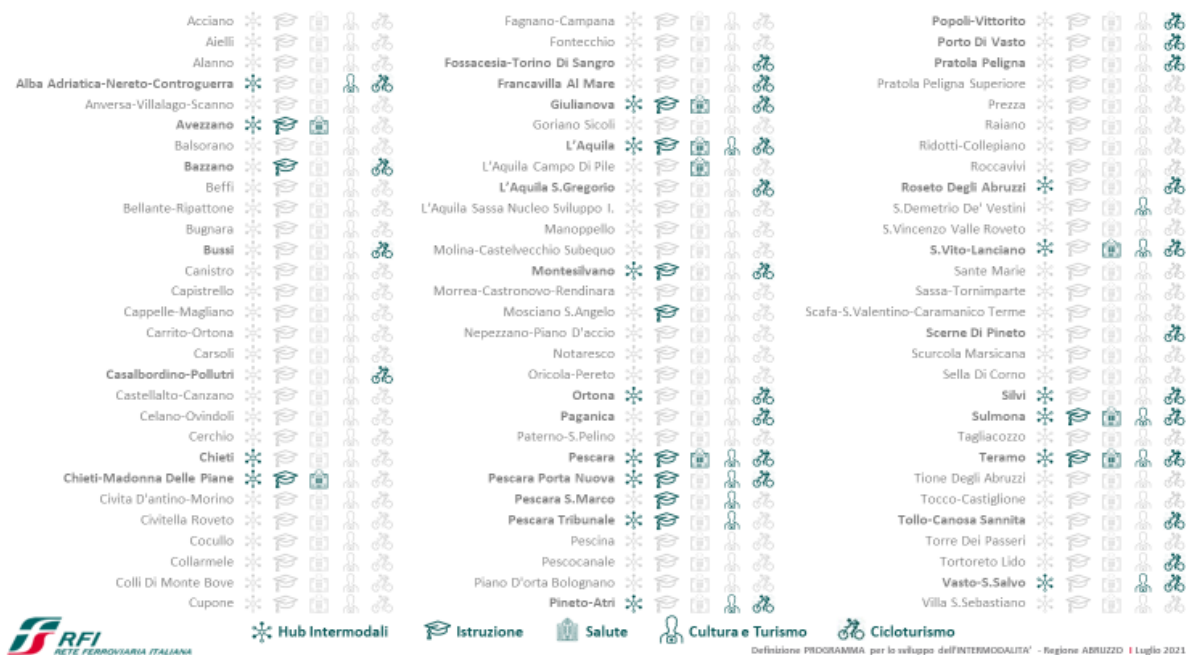 Acciano
Aielli
Alanno
Alba Adriatica-Nereto-Controguerra
Anversa-Villalago-Scanno
Avezzano
Balsorano
Bazzano
Beffi
Bellante-Ripattone
Bugnara
Bussi
Canistro
Capistrello
Cappelle-Magliano
Carrito-Ortona
Carsoli
Casalbordino-Pollutri
Castellalto-Canzano
Celano-Ovindoli
Cerchio
Chieti
Chieti-Madonna Delle Piane
Civita D'antino-Morino
Civitella Roveto
Cocullo
Collarmele
Colli Di Monte Bove
Cupone
Fagnano-Campana
Fontecchio
Fossacesia-Torino Di Sangro
Francavilla Al Mare
Giulianova
Goriano Sicoli
L'Aquila
L'Aquila Campo Di Pile
L'Aquila S.Gregorio
L'Aquila Sassa Nucleo Sviluppo I.
Manoppello
Molina-Castelvecchio Subequo
Montesilvano
Morrea-Castronovo-Rendinara
Mosciano S.Angelo
Nepezzano-Piano D'accio
Notaresco
Oricola-Pereto
Ortona
Paganica
Paterno-S.Pelino
Pescara
Pescara Porta Nuova
Pescara S.Marco
Pescara Tribunale
Pescina
Pescocanale
Piano D'orta Bolognano
Pineto-Atri
Popoli-Vittorito
Porto Di Vasto
Pratola Peligna
Pratola Peligna Superiore
Prezza
Raiano
Ridotti-Collepiano
Roccavivi
Roseto Degli Abruzzi
S.Demetrio De' Vestini
S.Vincenzo Valle Roveto
S.Vito-Lanciano
Sante Marie
Sassa-Tornimparte
Scafa-S.Valentino-Caramanico Terme
Scerne Di Pineto
Scurcola Marsicana
Sella Di Corno
Silvi
Sulmona
Tagliacozzo
Teramo
Tione Degli Abruzzi
Tocco-Castiglione
Tollo-Canosa Sannita
Torre Dei Passeri
Tortoreto Lido
Vasto-S.Salvo
Villa S.Sebastiano
Hub Intermodali
Istruzione
Salute
Cultura e Turismo
Cicloturismo
RFI
RETE FERROVIARIA ITALIANA
Definizione PROGRAMMA per lo sviluppo dell'INTERMODALITA' - Regione ABRUZZO I Luglio 2021